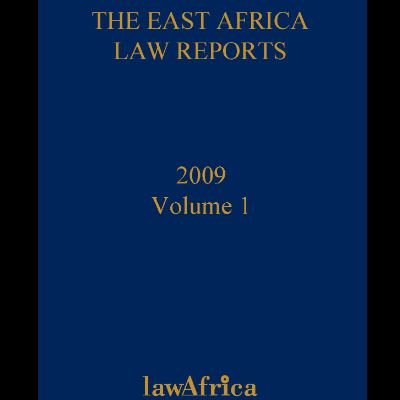 THE EAST AFRICA
LAW REPORTS
2009
Volume 1
lawAfrica